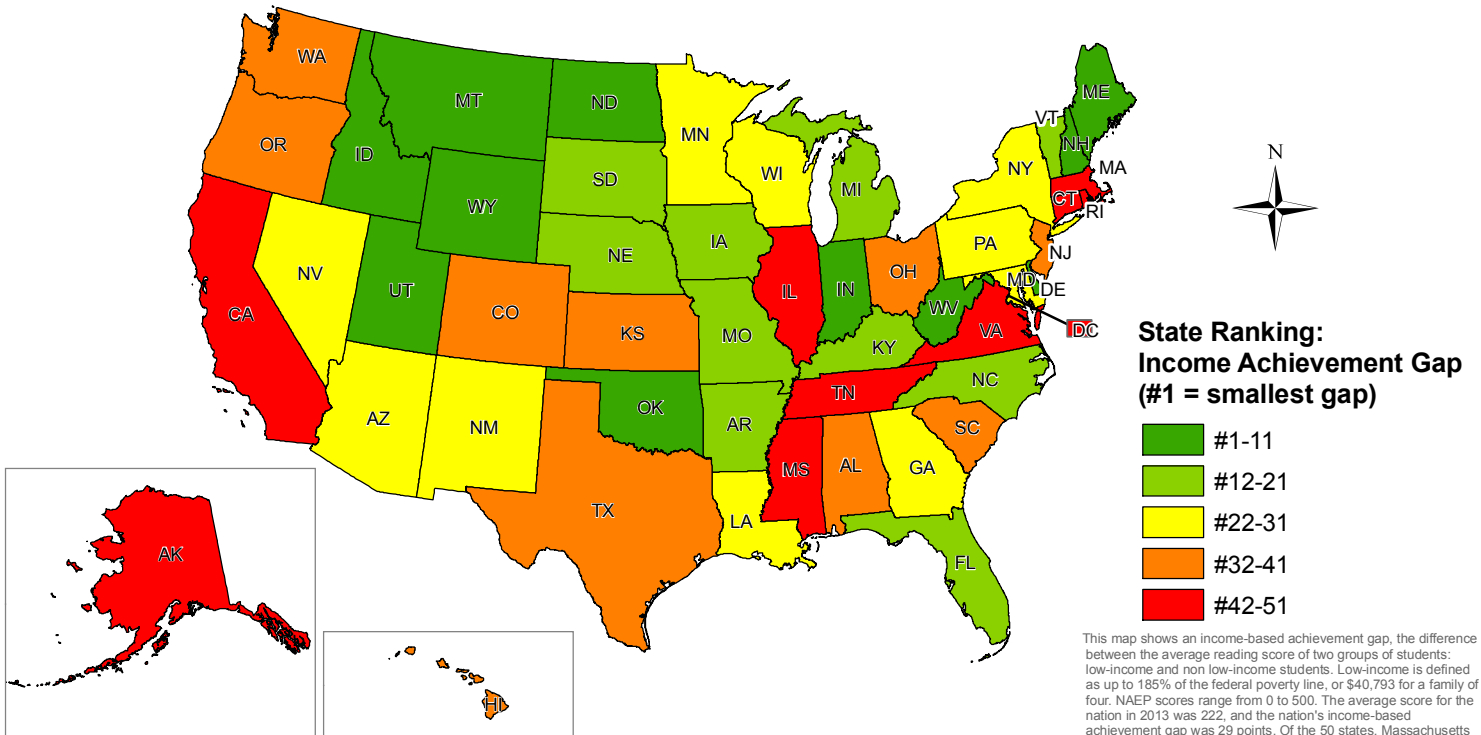 WA
MT
ND
MN
ME
VT
NH
OR
ID
WI
NY
MA
SD
MI
CT
RI
WY
IA
PA
NE
NJ
NV
OH
MD
DE
UT
IL
IN
WV
CA
CO
DC
VA
KS
MO
KY
NC
TN
OK
AZ
NM
AR
SC
MS
AL
GA
TX
LA
FL
AK
HI
N
State Ranking:
Income Achievement Gap
(#1 = smallest gap)
#1-11
#12-21
#22-31
#32-41
#42-51
This map shows an income-based achievement gap, the difference
between the average reading score of two groups of students:
low-income and non low-income students. Low-income is defined
as up to 185% of the federal poverty line, or $40,793 for a family of
four. NAEP scores range from 0 to 500. The average score for the
nation in 2013 was 222, and the nation's income-based
achievement gap was 29 points. Of the 50 states, Massachusetts